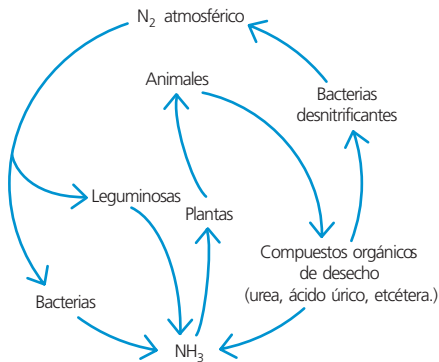 N₂ atmosférico
Animales
Bacterias
desnitrificantes
Leguminosas
Plantas
Compuestos orgánicos
de desecho
(urea, ácido úrico, etcétera.)
Bacterias
NH₃